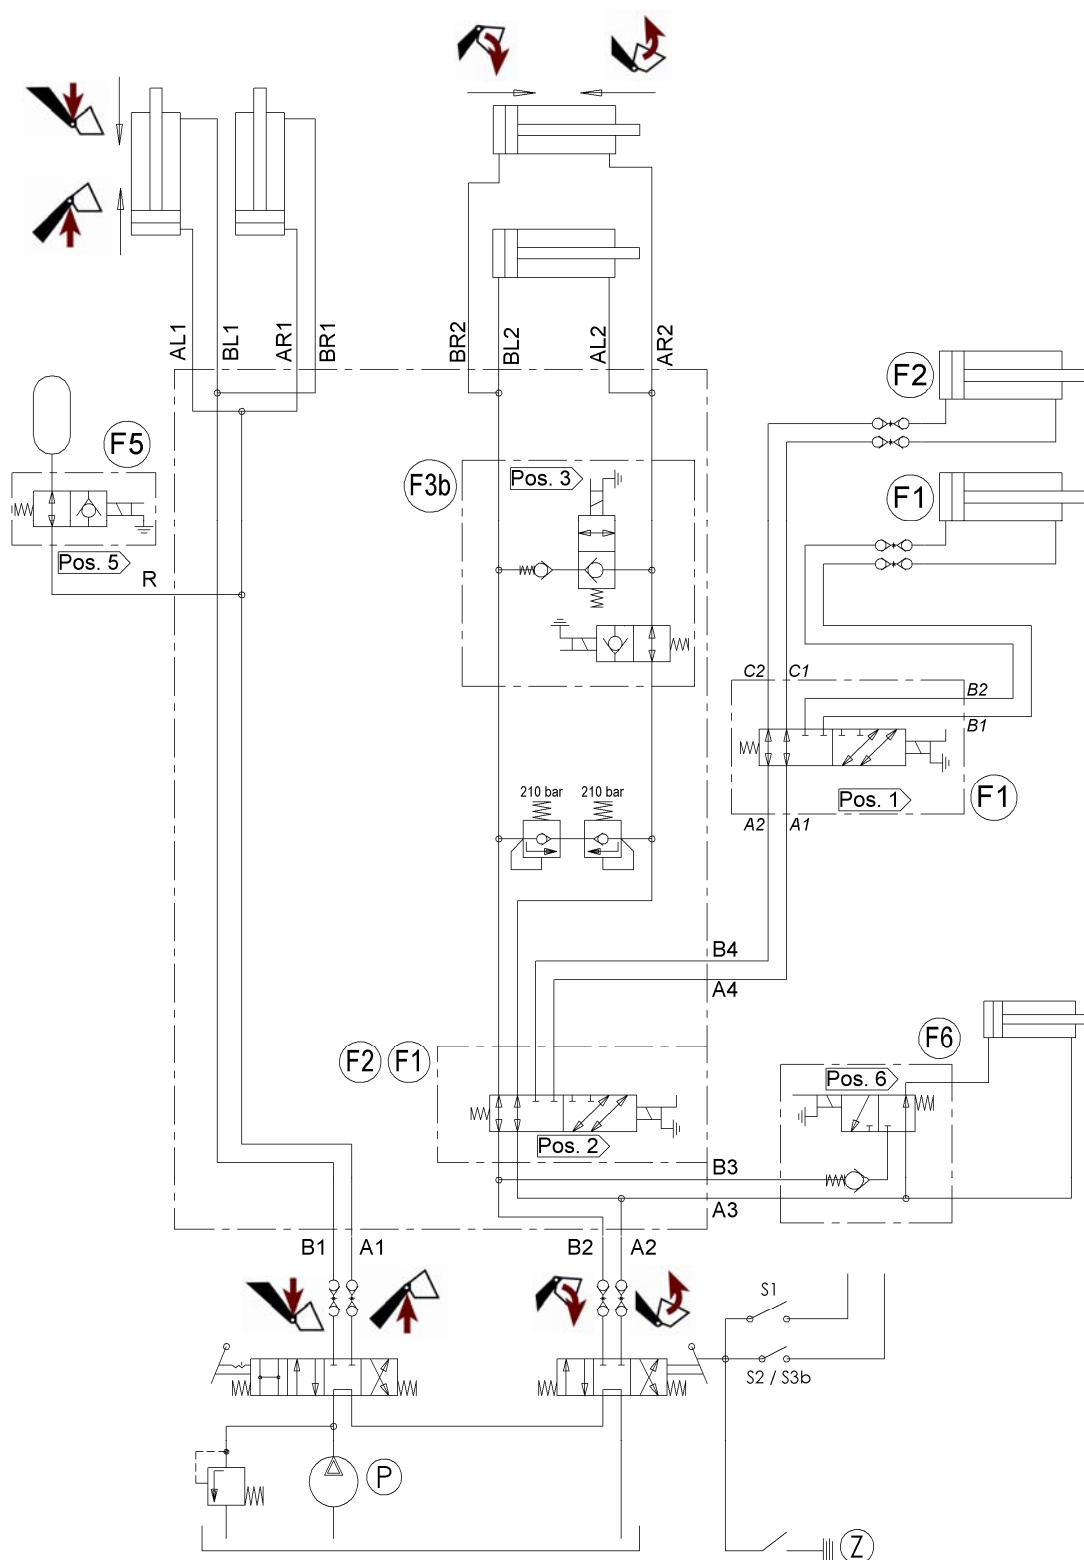 AL1
BL1
AR1
BR1
BR2
BL2
AL2
AR2
F2
F5
F3b
Pos. 3
F1
Pos. 5
R
C2
C1
B2
B1
210 bar
210 bar
Pos. 1
F1
A2
A1
B4
A4
F6
F2
F1
Pos. 6
Pos. 2
B3
A3
B1
A1
B2
A2
S1
S2 / S3b
P
Z